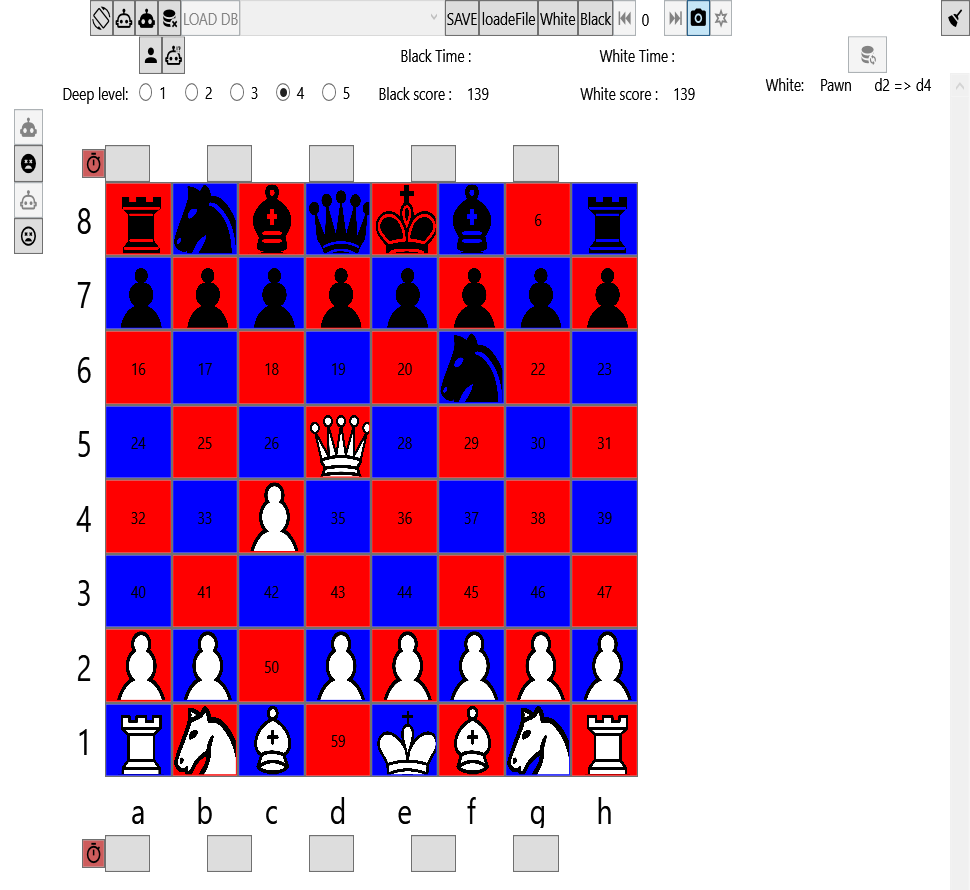 LOAD DB SAVE loadeFile White Black 0
Black Time : White Time :
Deep level: 1 2 3 4 5 Black score : 139 White score : 139 White: Pawn d2 => d4
8 6
7
6 16 17 18 19 20 22 23
5 24 25 26 28 29 30 31
4 32 33 35 36 37 38 39
3 40 41 42 43 44 45 46 47
2 50
1 59
a b c d e f g h